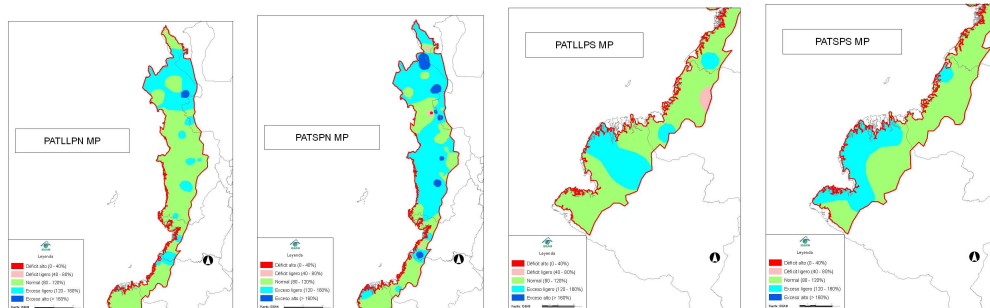 PATLLPN MP
IDEAM
Leyenda
Déficit alto (0 - 40%)
Déficit ligero (40 - 80%)
Normal (80 - 120%)
Exceso ligero (120 - 160%)
Exceso alto (> 160%)
PATSPN MP
IDEAM
Leyenda
Déficit alto (0 - 40%)
Déficit ligero (40 - 80%)
Normal (80 - 120%)
Exceso ligero (120 - 160%)
Exceso alto (> 160%)
PATLLPS MP
Leyenda
Déficit alto (0 - 40%)
Déficit ligero (40 - 80%)
Normal (80 - 120%)
Exceso ligero (120 - 160%)
Exceso alto (> 160%)
PATSPS MP
Leyenda
Déficit alto (0 - 40%)
Déficit ligero (40 - 80%)
Normal (80 - 120%)
Exceso ligero (120 - 160%)
Exceso alto (> 160%)